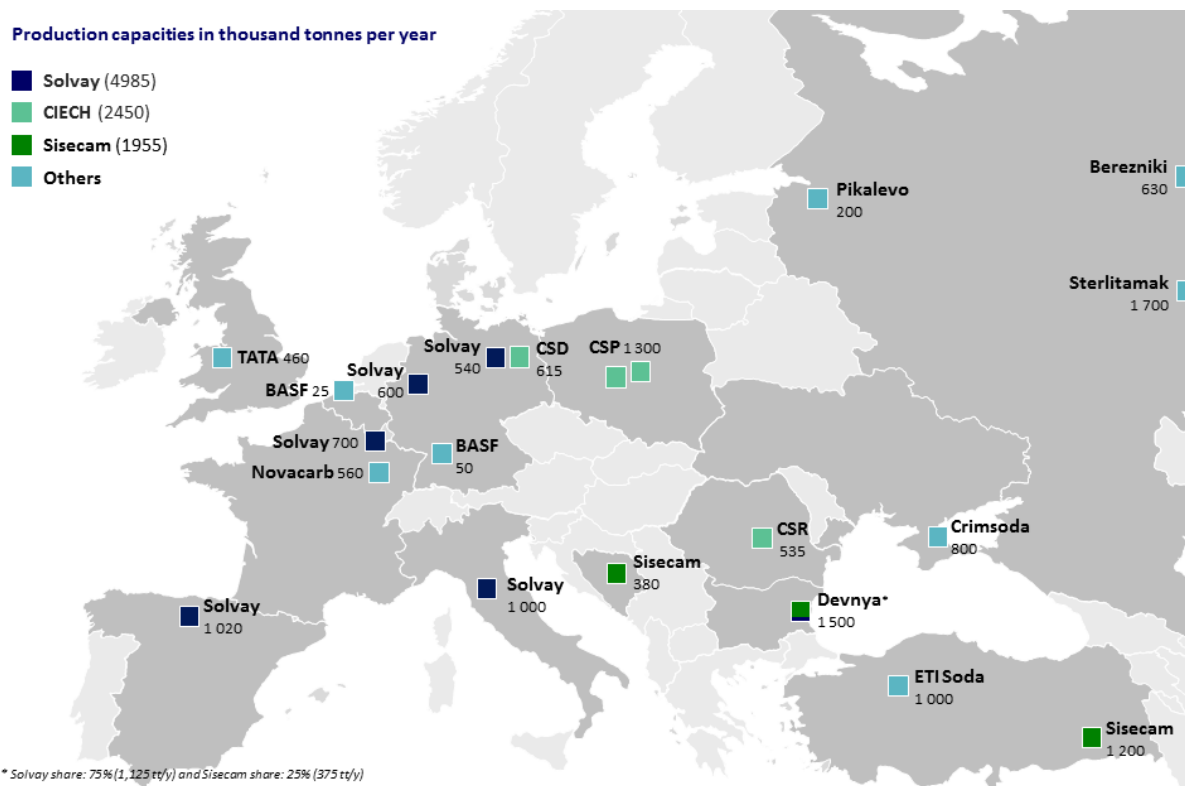 Production capacities in thousand tonnes per year
Solvay (4985)
CIECH (2450)
Sisecam (1955)
Others
Berezniki
630
Pikalevo
200
Sterlitamak
1 700
Solvay
540
CSD
615
CSP 1 300
TATA 460
Solvay
600
BASF 25
Solvay 700
BASF
50
Novacarb 560
Crimsoda
800
CSR
535
Sisecam
380
Solvay
1 000
Devnya*
1 500
Solvay
1 020
ETI Soda
1 000
Sisecam
1 200
* Solvay share: 75% (1,125 tt/y) and Sisecam share: 25% (375 tt/y)